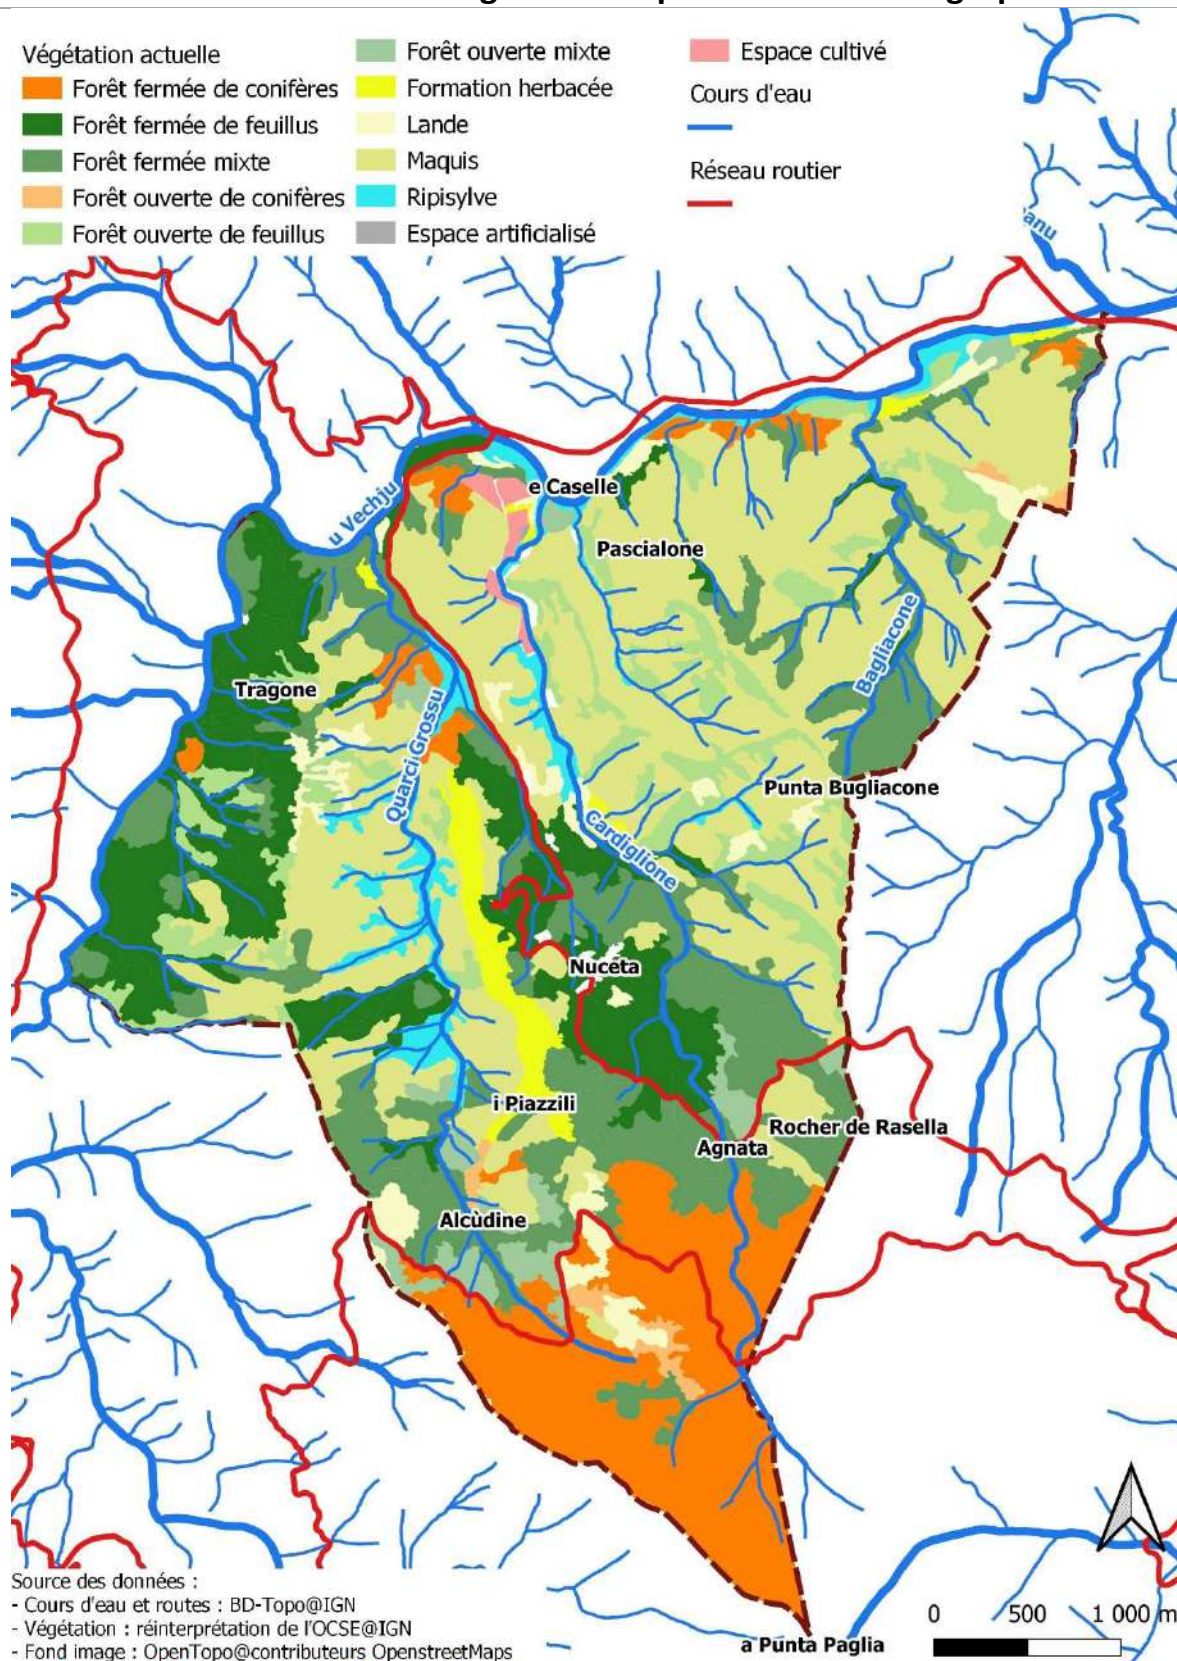 Végétation actuelle
Forêt fermée de conifères
Forêt fermée de feuillus
Forêt fermée mixte
Forêt ouverte de conifères
Forêt ouverte de feuillus
Forêt ouverte mixte
Formation herbacée
Lande
Maquis
Ripisylve
Espace artificialisé
Espace cultivé
Cours d'eau
Réseau routier
e Caselle
u Vechju
Pascialone
Bagliacone
Tragone
Quarci Grossu
Punta Bugliacone
Cardiglione
Nuceta
i Piazzili
Rocher de Rasella
Agnata
Alcùdine
Source des données :
- Cours d'eau et routes : BD-Topo@IGN
- Végétation : réinterprétation de l'OCSE@IGN
- Fond image : OpenTopo@contributeurs OpenstreetMaps
a Punta Paglia
0 500 1 000 m